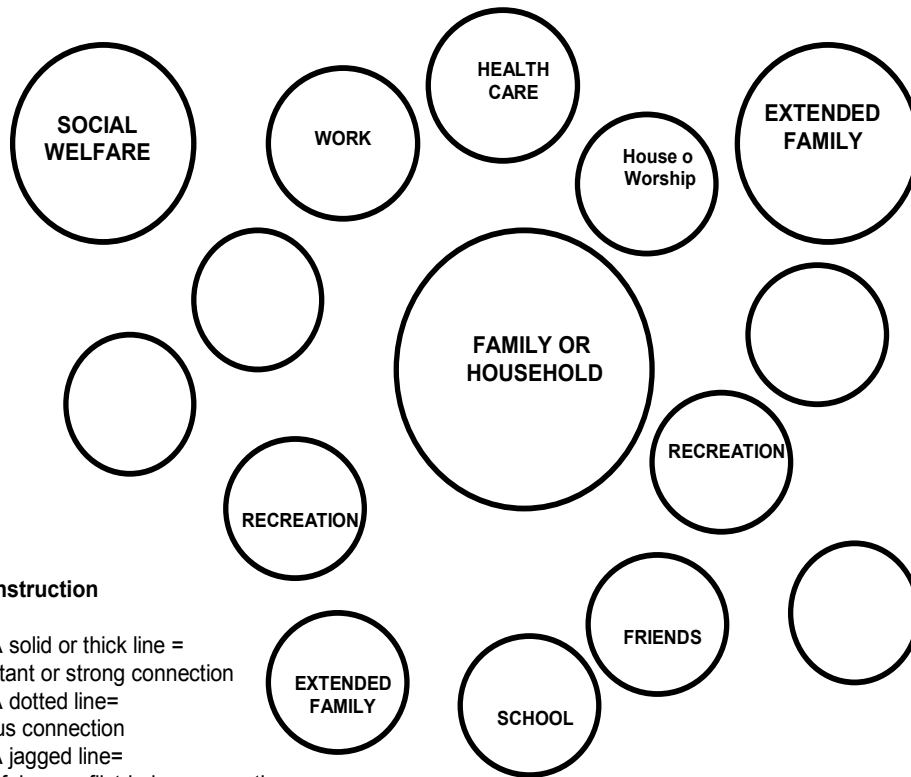 HEALTH
CARE
SOCIAL
WELFARE
WORK
EXTENDED
FAMILY
House o
Worship
FAMILY OR
HOUSEHOLD
RECREATION
RECREATION
nstruction
A solid or thick line =
tant or strong connection
A dotted line=
us connection
A jagged line=
EXTENDED
FAMILY
FRIENDS
SCHOOL